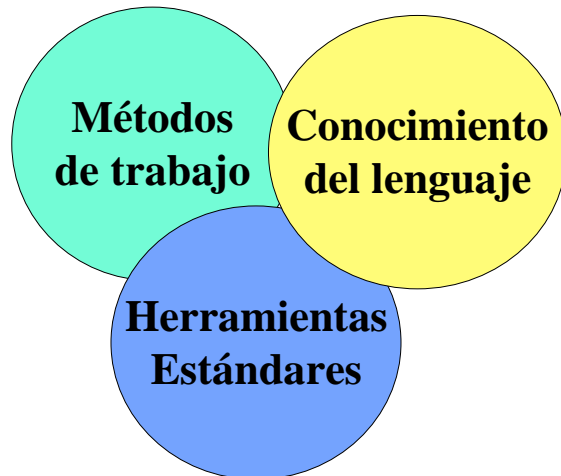 Métodos
de trabajo
Conocimiento
del lenguaje
Herramientas
Estándares